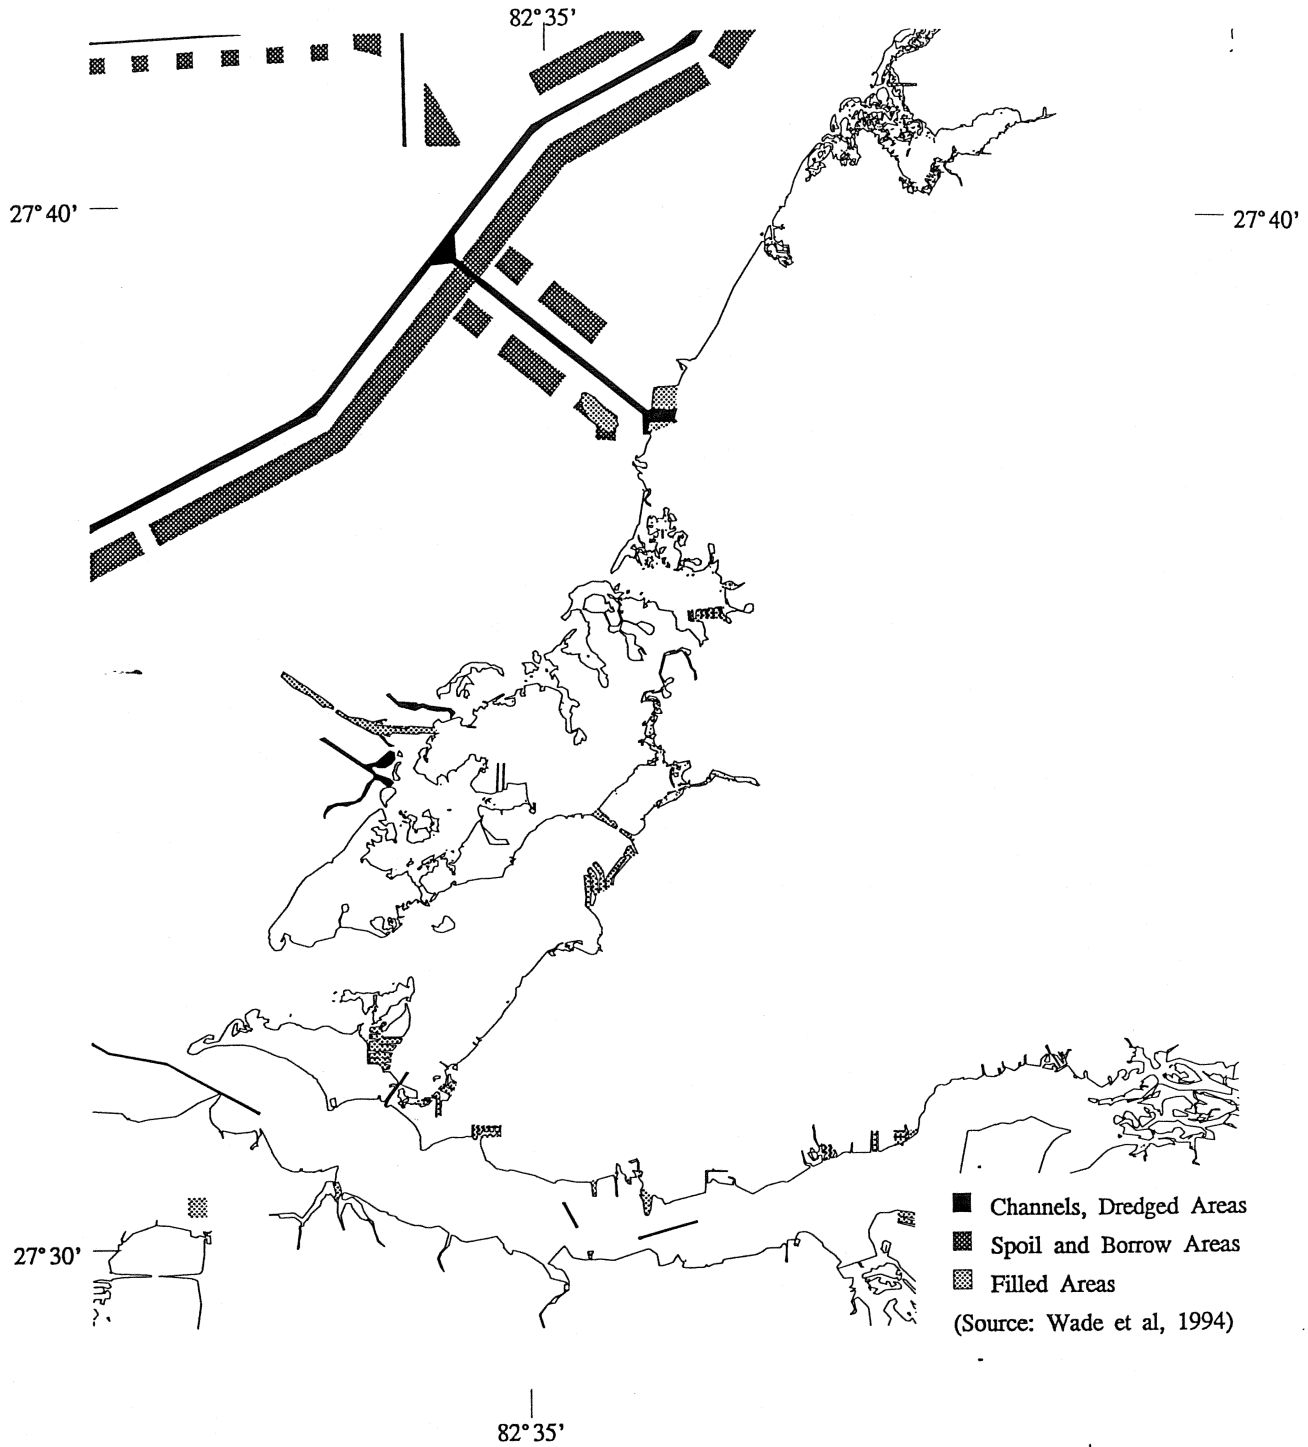 82°35'
27°40'
27°40'
Channels, Dredged Areas
Spoil and Borrow Areas
Filled Areas
(Source: Wade et al, 1994)
27°30'
82°35'